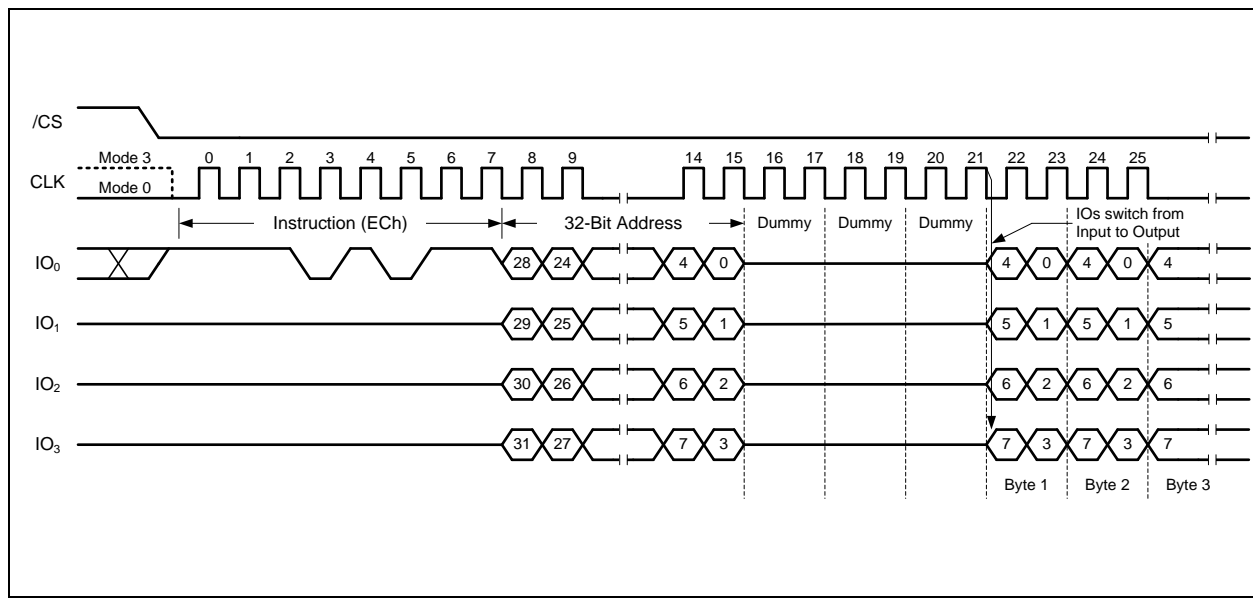 /CS
Mode 3 0 1 2 3 4 5 6 7 8 9 14 15 16 17 18 19 20 21 22 23 24 25
CLK Mode 0
Instruction (ECh) 32-Bit Address Dummy Dummy Dummy IOs switch from
Input to Output
IO₀ 28 24 4 0 4 0 4 0 4
IO₁ 29 25 5 1 5 1 5 1 5
IO₂ 30 26 6 2 6 2 6 2 6
IO₃ 31 27 7 3 7 3 7 3 7
Byte 1 Byte 2 Byte 3